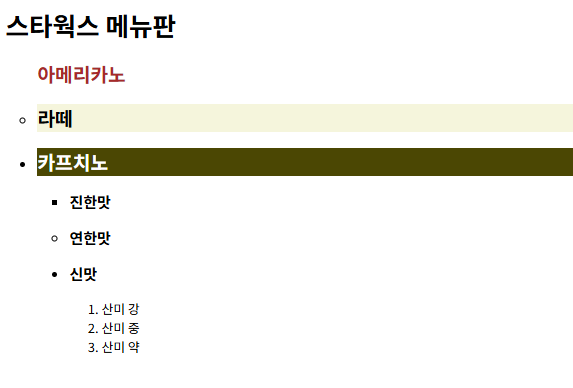 스타웍스 메뉴판
아메리카노
라떼
카프치노
진한맛
연한맛
신맛
1. 산미 강
2. 산미 중
3. 산미 약